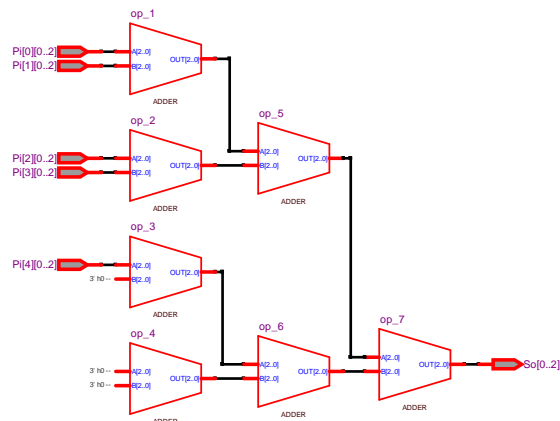 op_1
Pi[0][0..2]
A[2..0]
OUT[2..0]
Pi[1][0..2]
B[2..0]
ADDER
op_2
op_5
Pi[2][0..2]
A[2..0]
OUT[2..0]
A[2..0]
OUT[2..0]
Pi[3][0..2]
B[2..0]
B[2..0]
ADDER
ADDER
op_3
Pi[4][0..2]
A[2..0]
OUT[2..0]
3' h0 --
B[2..0]
ADDER
op_4
op_6
op_7
3' h0 --
A[2..0]
OUT[2..0]
3' h0 --
B[2..0]
ADDER
A[2..0]
OUT[2..0]
B[2..0]
ADDER
A[2..0]
OUT[2..0]
So[0..2]
B[2..0]
ADDER